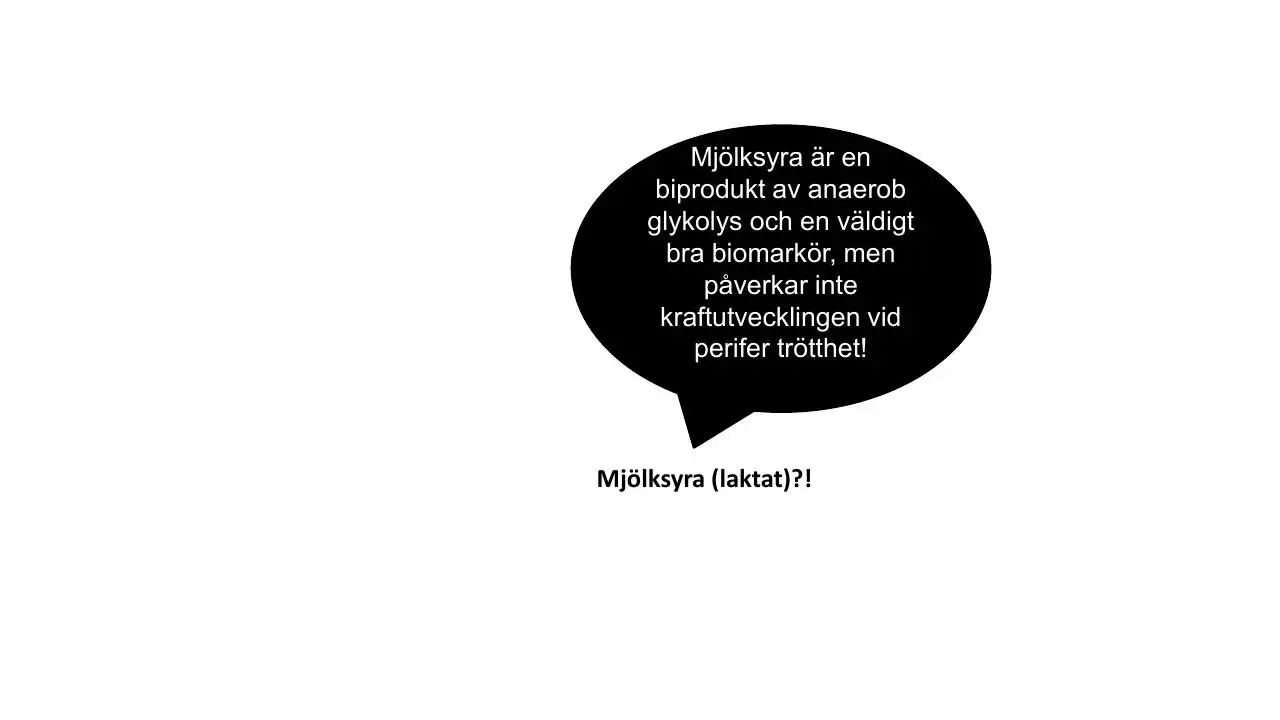 Mjölksyra är en
biprodukt av anaerob
glykolys och en väldigt
bra biomarkör, men
påverkar inte
kraftutvecklingen vid
perifer trötthet!
Mjölksyra (laktat)?!